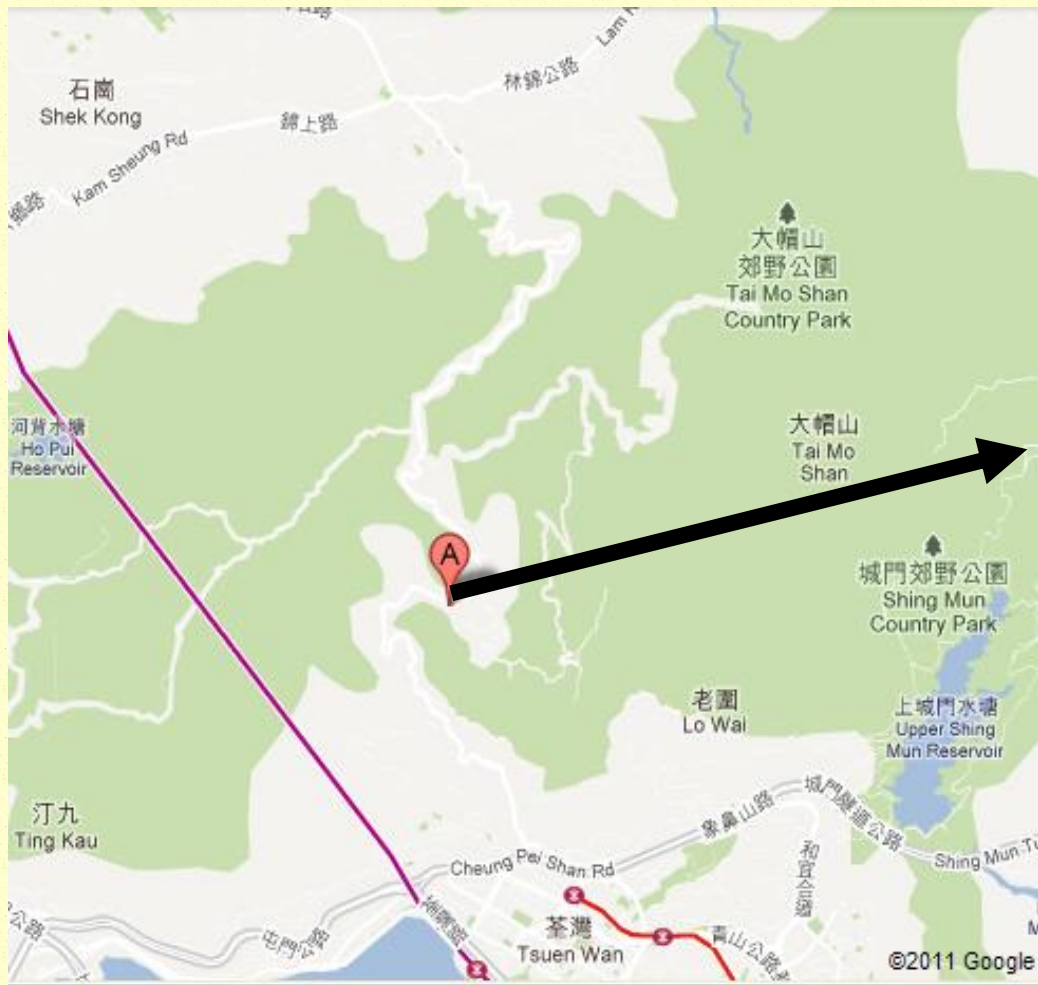 石崗
Shek Kong
錦上路
Kam Sheung Rd
林錦公路
Lam K
大帽山
郊野公園
Tai Mo Shan
Country Park
河背水塘
Ho Pui
Reservoir
大帽山
Tai Mo
Shan
A
城門郊野公園
Shing Mun
Country Park
老圍
Lo Wai
上城門水塘
Upper Shing
Mun Reservoir
汀九
Ting Kau
象鼻山路
城門隧道公路
Cheung Pei Shan Rd
和宜合道
Shing Mun Tu
屯門公路
公路
荃灣
Tsuen Wan
青山公路
M
©2011 Google